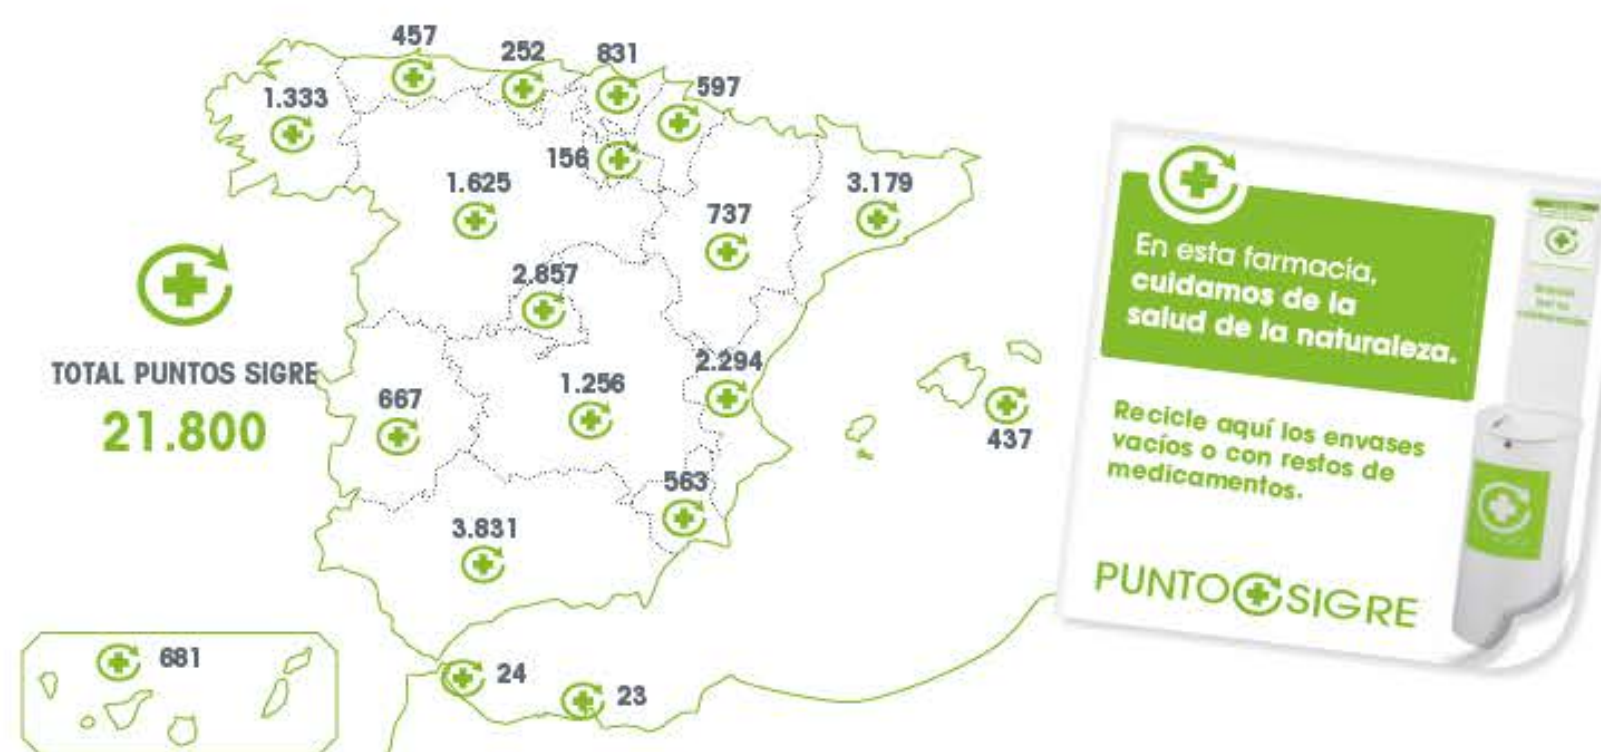 457
252
831
597
1.333
156
1.625
3.179
737
2.857
TOTAL PUNTOS SIGRE
21.800
2.294
1.256
667
437
563
3.831
681
24
23
En esta farmacia,
cuidamos de la
salud de la naturaleza.
Recicle aquí los envases
vacíos o con restos de
medicamentos.
PUNTO SIGRE